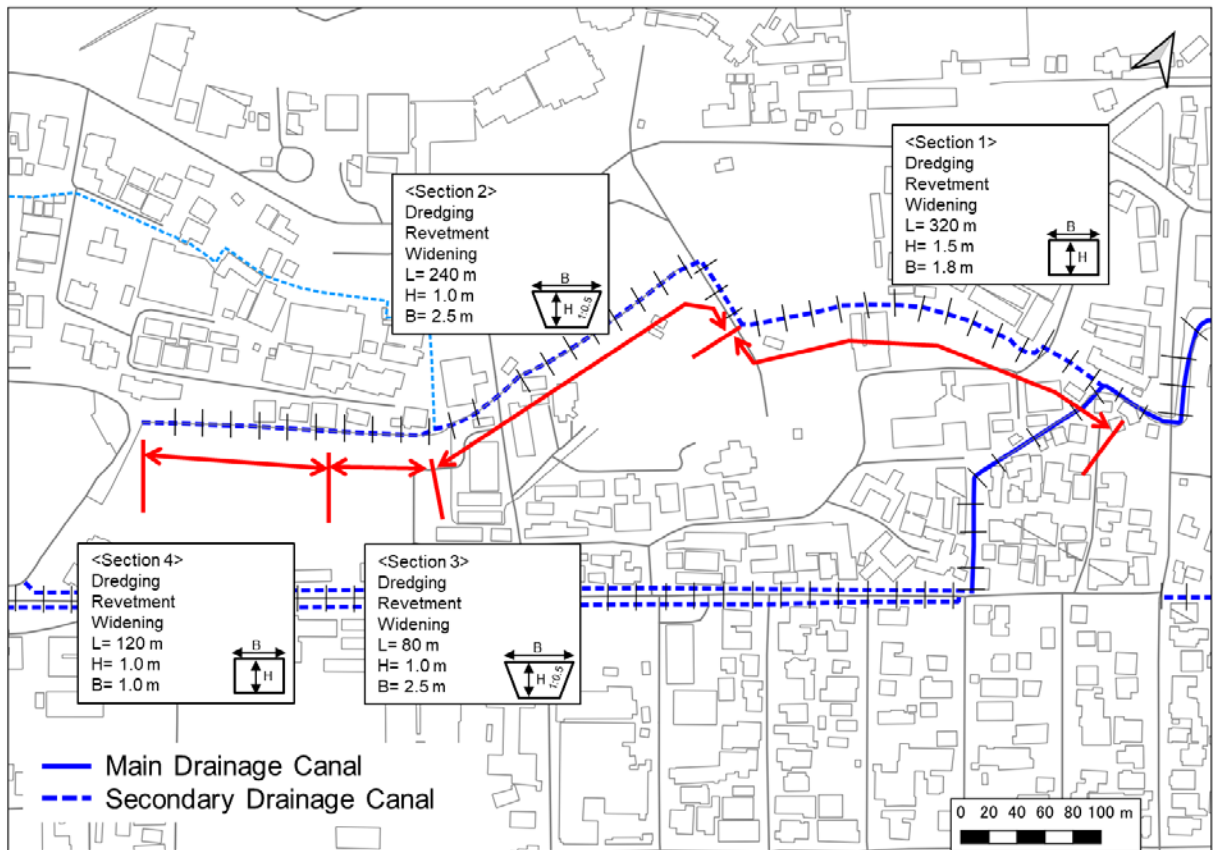 <Section 1>
Dredging
Revetment
Widening
L= 320 m
H= 1.5 m
B= 1.8 m
B
H
<Section 2>
Dredging
Revetment
Widening
L= 240 m
H= 1.0 m
B= 2.5 m
B
H
1:0.5
<Section 4>
Dredging
Revetment
Widening
L= 120 m
H= 1.0 m
B= 1.0 m
B
H
<Section 3>
Dredging
Revetment
Widening
L= 80 m
H= 1.0 m
B= 2.5 m
B
H
1:0.5
Main Drainage Canal
Secondary Drainage Canal
0 20 40 60 80 100 m